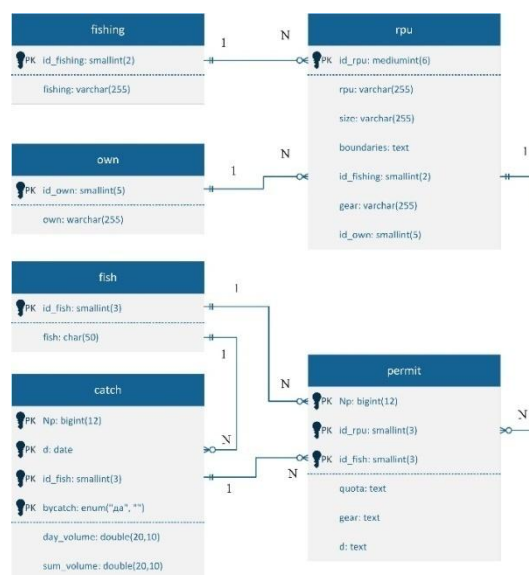 fishing
PK id_fishing: smallint(2)
fishing: varchar(255)
1
N
rpu
PK id_rpu: mediumint(6)
rpu: varchar(255)
size: varchar(255)
boundaries: text
id_fishing: smallint(2)
gear: varchar(255)
id_own: smallint(5)
own
PK id_own: smallint(5)
own: warchar(255)
1
N
1
fish
PK id_fish: smallint(3)
fish: char(50)
1
1
N
N
catch
PK Np: bigint(12)
PK d: date
PK id_fish: smallint(3)
PK bycatch: enum("да", "")
day_volume: double(20,10)
sum_volume: double(20,10)
1
N
permit
PK Np: bigint(12)
PK id_rpu: smallint(3)
PK id_fish: smallint(3)
quota: text
gear: text
d: text
N